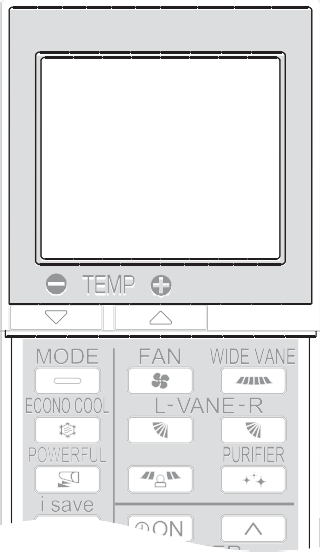 TEMP
MODE FAN WIDE VANE
ECONO COOL L-VANE-R
POWERFUL PURIFIER
i save
ON